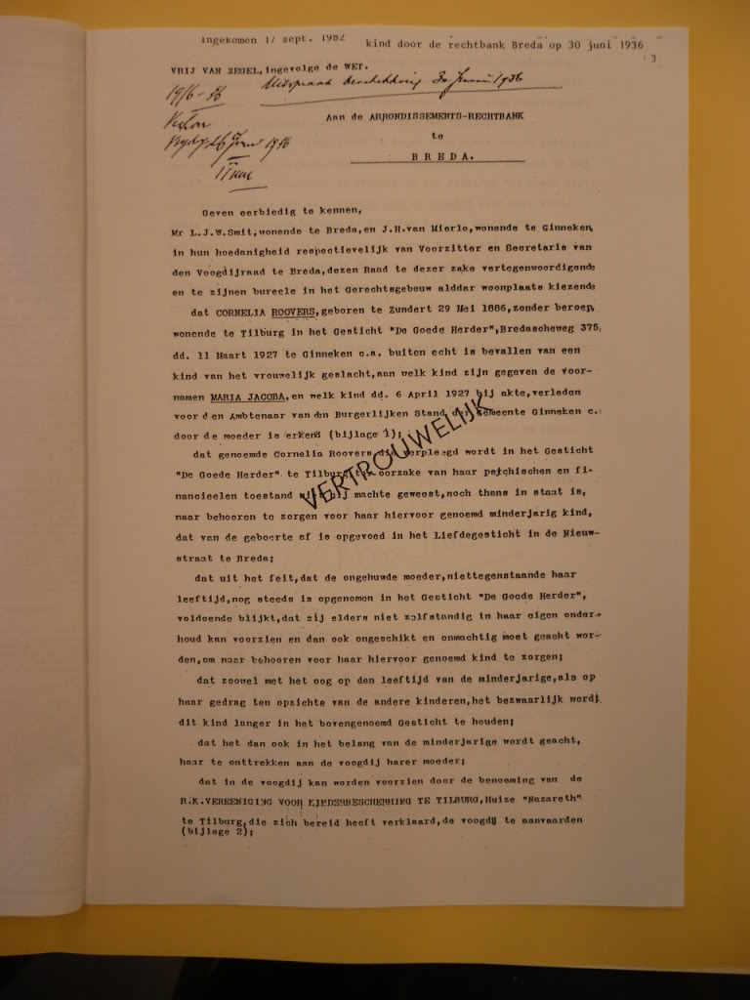 Ingekomen 17 sept. 1982 kind door de rechtbank Breda op 30 juni 1936
3
VRIJ VAN ZEGEL, ingevolge de WET.
Uitspraak beschikking 30 Juni 1936
Aan de ARRONDISSEMENTS-RECHTBANK
te
B R E D A.
Geven eerbiedig te kennen,
Mr L.J.W.Smit,wonende te Breda,en J.H.van Mierlo,wonende te Ginneken,
in hun hoedanigheid respectievelijk van Voorzitter en Secretaris van
den Voogdijraad te Breda,dezen Raad te dezer zake vertegenwoordigende
en te zijnen bureele in het Gerechtsgebouw aldaar woonplaats kiezende
dat CORNELIA ROOVERS,geboren te Zundert 29 Mei 1886,zonder beroep,
wonende te Tilburg in het Gesticht "De Goede Herder",Bredascheweg 375,
dd. 11 Maart 1927 te Ginneken c.a. buiten echt is bevallen van een
kind van het vrouwelijk geslacht,aan welk kind zijn gegeven de voor-
namen MARIA JACOBA,en welk kind dd. 6 April 1927 bij akte,verleden
voor den Ambtenaar van den Burgerlijken Stand der Gemeente Ginneken c.
door de moeder is erkend (bijlage 1);
dat genoemde Cornelia Roovers,die verpleegd wordt in het Gesticht
"De Goede Herder" te Tilburg,ter oorzake van haar psychischen en fi-
nancieelen toestand bij machte geweest,noch thans in staat is,
naar behooren te zorgen voor haar hiervoor genoemd minderjarig kind,
dat van de geboorte af is opgevoed in het Liefdegesticht in de Nieuw-
straat te Breda;
VERTROUWELIJK
dat uit het feit,dat de ongehuwde moeder,niettegenstaande haar
leeftijd,nog steeds is opgenomen in het Gesticht "De Goede Herder",
voldoende blijkt,dat zij elders niet zelfstandig in haar eigen onder-
houd kan voorzien en dan ook ongeschikt en onmachtig moet geacht wor-
den,om naar behooren voor haar hiervoor genoemd kind te zorgen;
dat zoowel met het oog op den leeftijd van de minderjarige,als op
haar gedrag ten opzichte van de andere kinderen,het bezwaarlijk wordt,
dit kind langer in het bovengenoemd Gesticht te houden;
dat het dan ook in het belang van de minderjarige wordt geacht,
haar te onttrekken aan de voogdij harer moeder;
dat in de voogdij kan worden voorzien door de benoeming van de
R.K.VEREENIGING VOOR KINDERBESCHERMING TE TILBURG,Huize "Nazareth"
te Tilburg,die zich bereid heeft verklaard,de voogdij te aanvaarden
(bijlage 2);